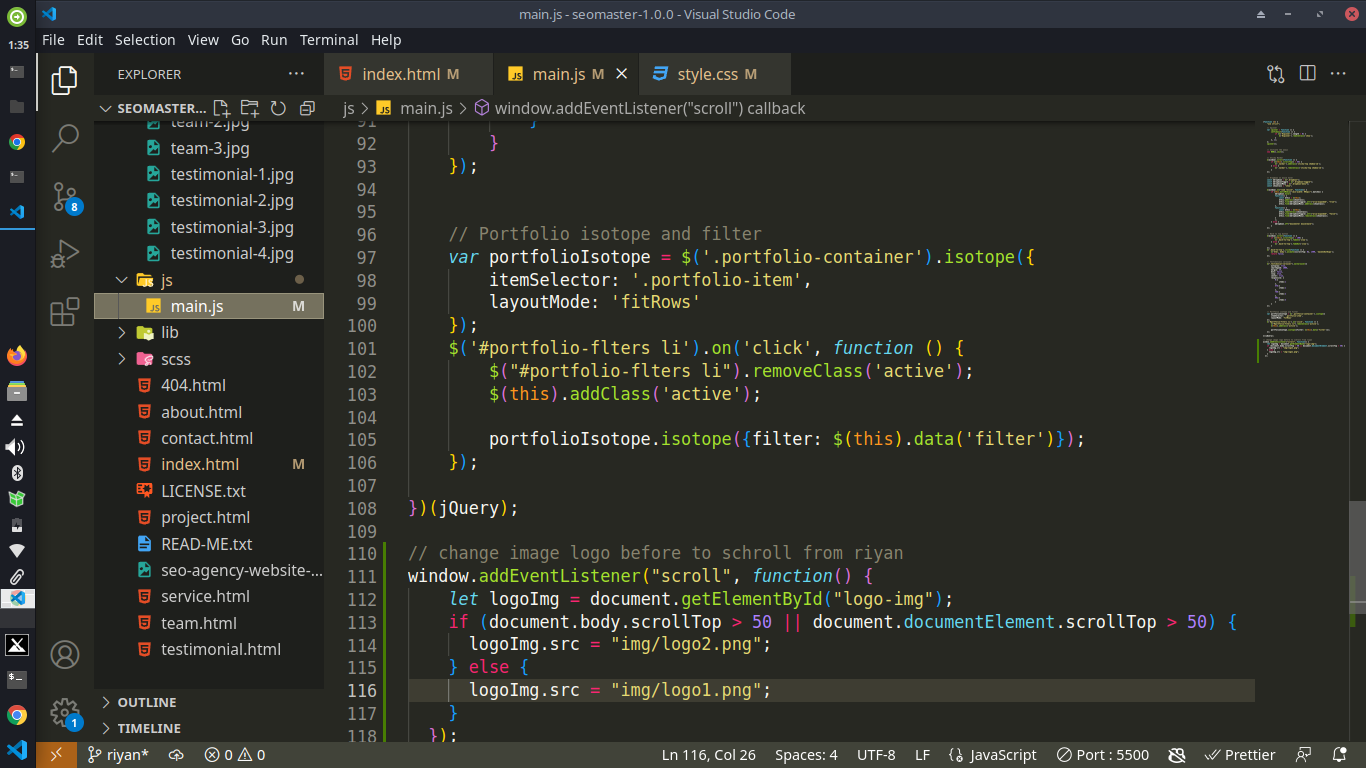 main.js - seomaster-1.0.0 - Visual Studio Code
1:35
File Edit Selection View Go Run Terminal Help
EXPLORER
index.html M
main.js M
style.css M
SEOMASTER...
js > main.js > window.addEventListener("scroll") callback
team-2.jpg
team-3.jpg
testimonial-1.jpg
testimonial-2.jpg
testimonial-3.jpg
testimonial-4.jpg
js
main.js M
lib
scss
404.html
about.html
contact.html
index.html M
LICENSE.txt
project.html
READ-ME.txt
seo-agency-website-...
service.html
team.html
testimonial.html
OUTLINE
TIMELINE
8
1
91 }
92 }
93 });
94
95
96 // Portfolio isotope and filter
97 var portfolioIsotope = $('.portfolio-container').isotope({
98 itemSelector: '.portfolio-item',
99 layoutMode: 'fitRows'
100 });
101 $('#portfolio-flters li').on('click', function () {
102 $("#portfolio-flters li").removeClass('active');
103 $(this).addClass('active');
104
105 portfolioIsotope.isotope({filter: $(this).data('filter')});
106 });
107
108 })(jQuery);
109
110 // change image logo before to schroll from riyan
111 window.addEventListener("scroll", function() {
112 let logoImg = document.getElementById("logo-img");
113 if (document.body.scrollTop > 50 || document.documentElement.scrollTop > 50) {
114 logoImg.src = "img/logo2.png";
115 } else {
116 logoImg.src = "img/logo1.png";
117 }
118 });
riyan* 0 0 Ln 116, Col 26 Spaces: 4 UTF-8 LF JavaScript Port : 5500 Prettier